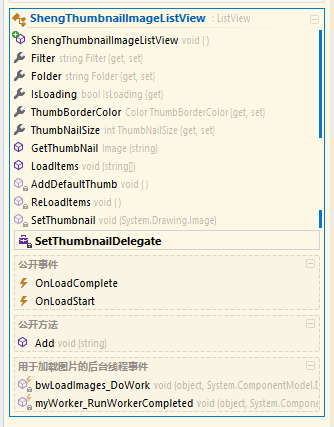 ShengThumbnailImageListView : ListView
ShengThumbnailImageListView void ( )
Filter string Filter {get, set}
Folder string Folder {get, set}
IsLoading bool IsLoading {get}
ThumbBorderColor Color ThumbBorderColor {get, set}
ThumbNailSize int ThumbNailSize {get, set}
GetThumbNail Image (string)
LoadItems void (string[])
AddDefaultThumb void ( )
ReLoadItems void ( )
SetThumbnail void (System.Drawing.Image)
SetThumbnailDelegate
公开事件
OnLoadComplete
OnLoadStart
公开方法
Add void (string)
用于加载图片的后台线程事件
bwLoadImages_DoWork void (object, System.ComponentModel.D
myWorker_RunWorkerCompleted void (object, System.Com